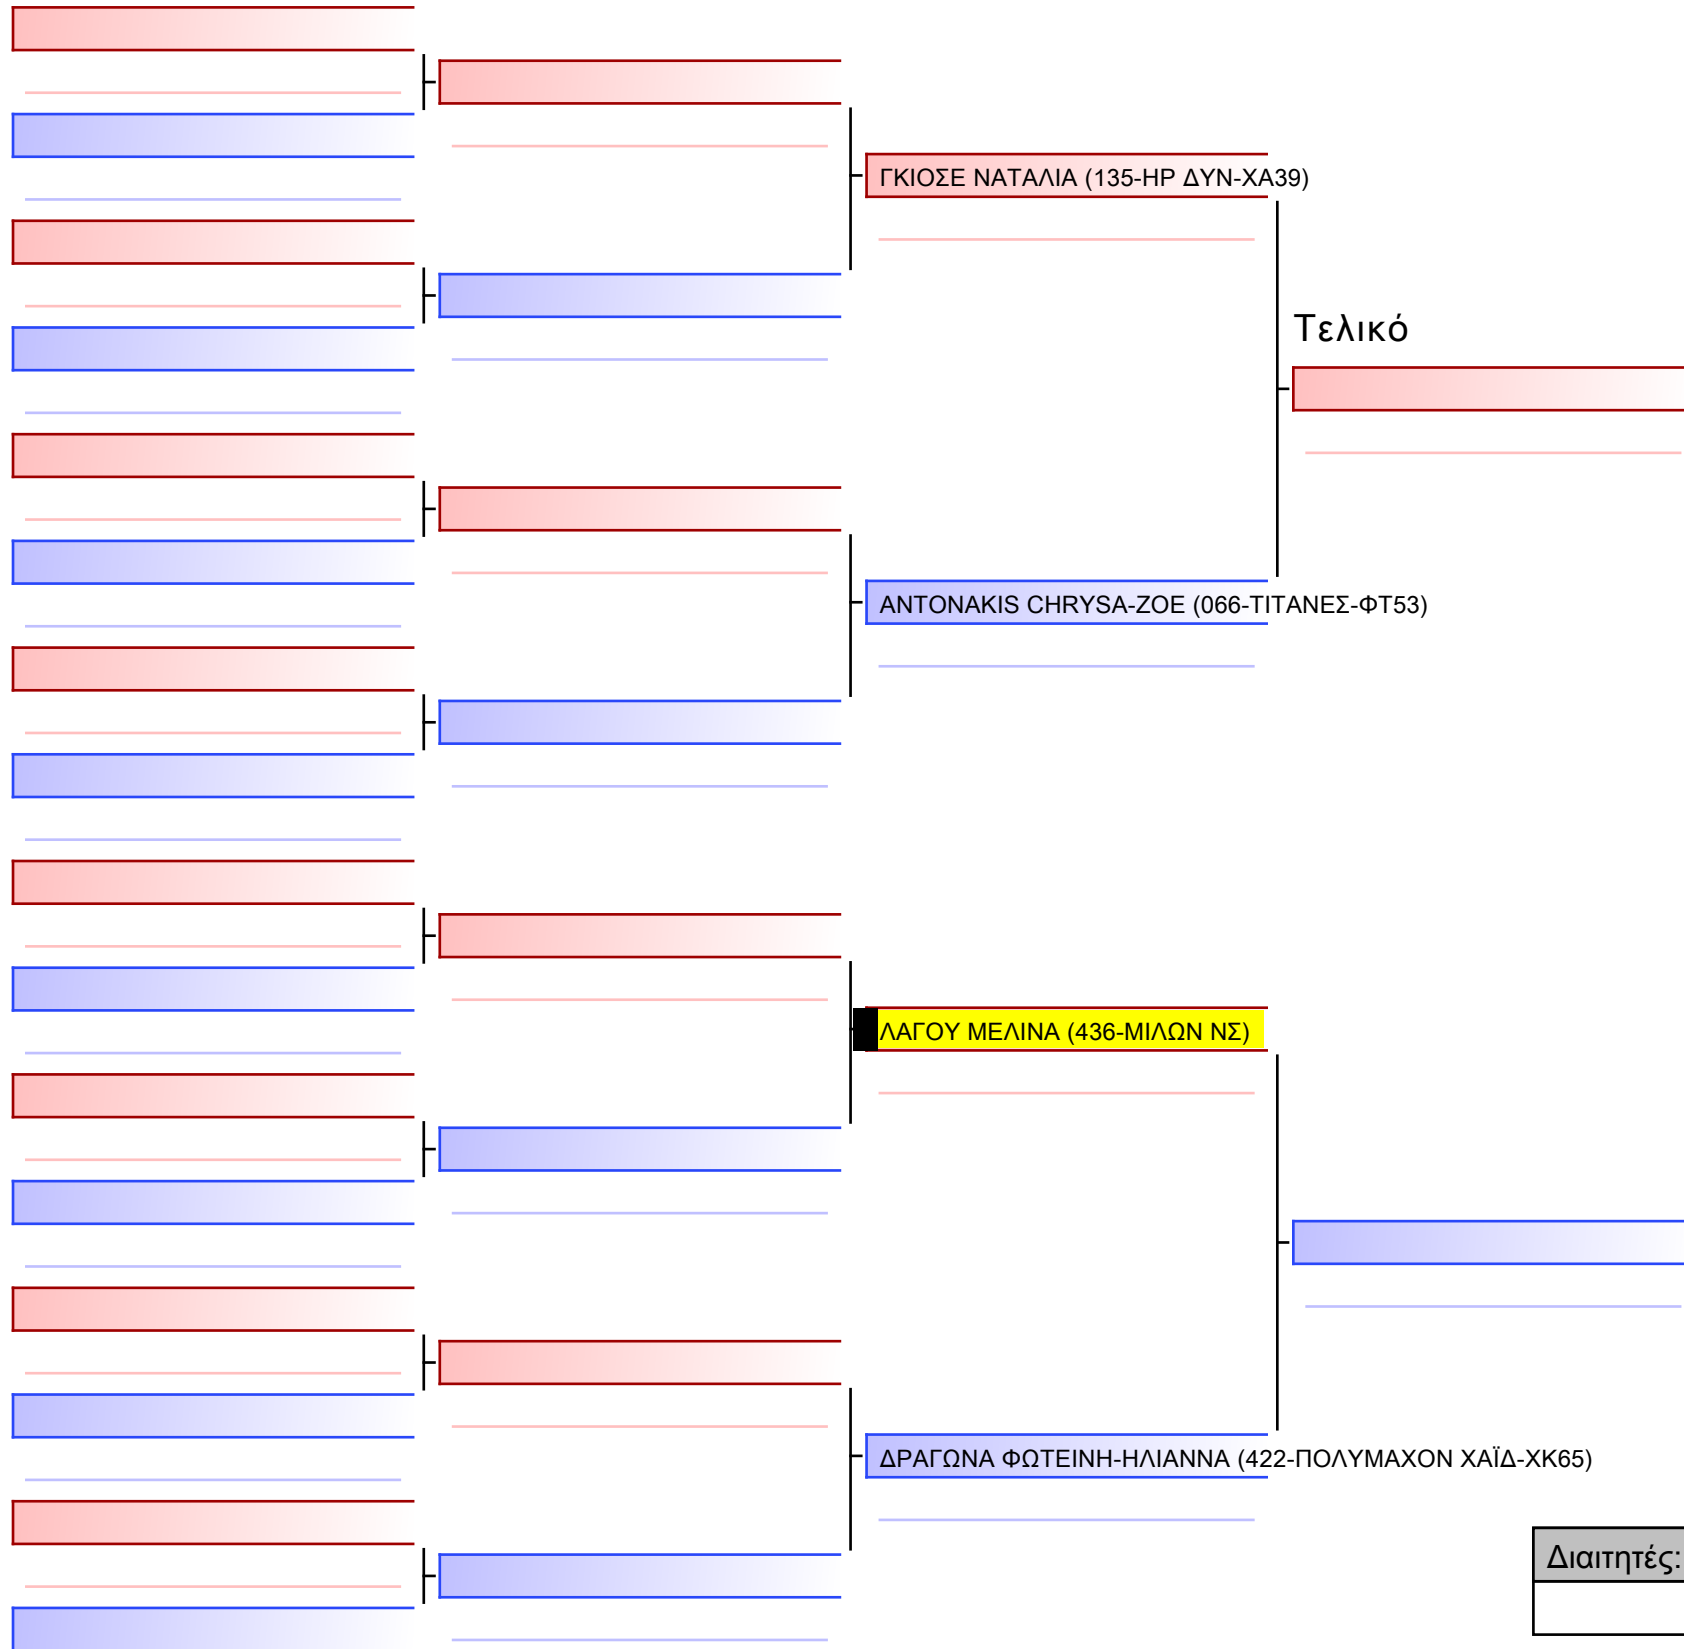 ΓΚΙΟΣΕ ΝΑΤΑΛΙΑ (135-ΗΡ ΔΥΝ-ΧΑ39)
Τελικό
ANTONAKIS CHRYSA-ZOE (066-ΤΙΤΑΝΕΣ-ΦΤ53)
ΛΑΓΟΥ ΜΕΛΙΝΑ (436-ΜΙΛΩΝ ΝΣ)
ΔΡΑΓΩΝΑ ΦΩΤΕΙΝΗ-ΗΛΙΑΝΝΑ (422-ΠΟΛΥΜΑΧΟΝ ΧΑΪΔ-ΧΚ65)
Διαιτητές: